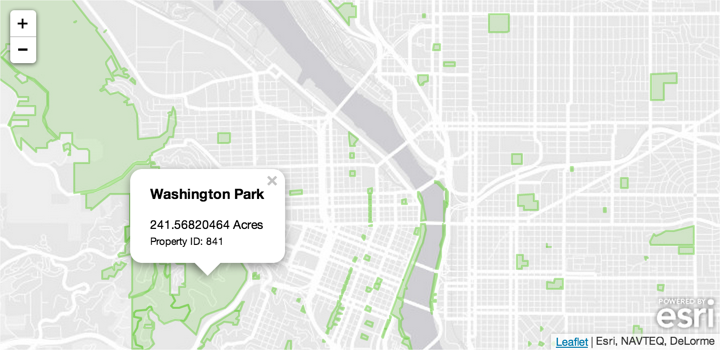 +
−
×
Washington Park
241.56820464 Acres
Property ID: 841
POWERED BY
esri
Leaflet | Esri, NAVTEQ, DeLorme